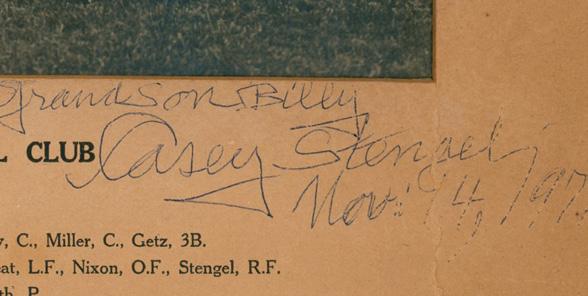 Grandson Billy
CLUB Casey Stengel
Nov. 14, 197
C., Miller, C., Getz, 3B.
L.F., Nixon, O.F., Stengel, R.F.
P.